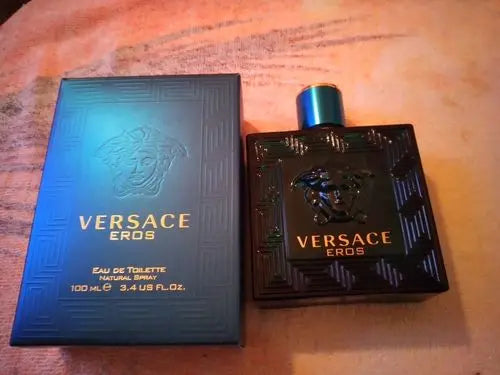 VERSACE
EROS
EAU DE TOILETTE
NATURAL SPRAY
100 ML℮ 3.4 US FL.OZ.
VERSACE
EROS